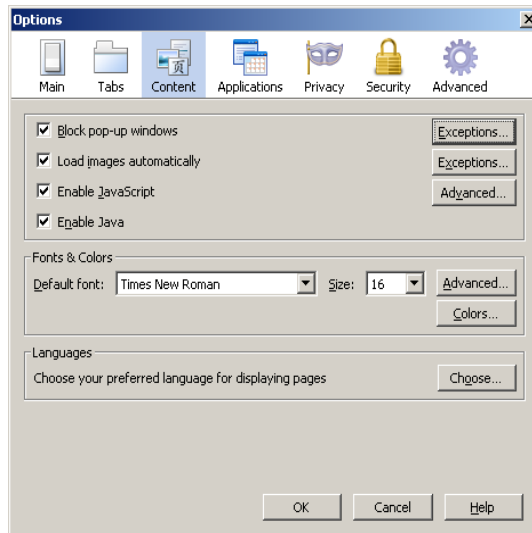 Options
Main Tabs Content Applications Privacy Security Advanced
Block pop-up windows Exceptions...
Load images automatically Exceptions...
Enable JavaScript Advanced...
Enable Java
Fonts & Colors
Default font: Times New Roman Size: 16 Advanced...
Colors...
Languages
Choose your preferred language for displaying pages Choose...
OK Cancel Help